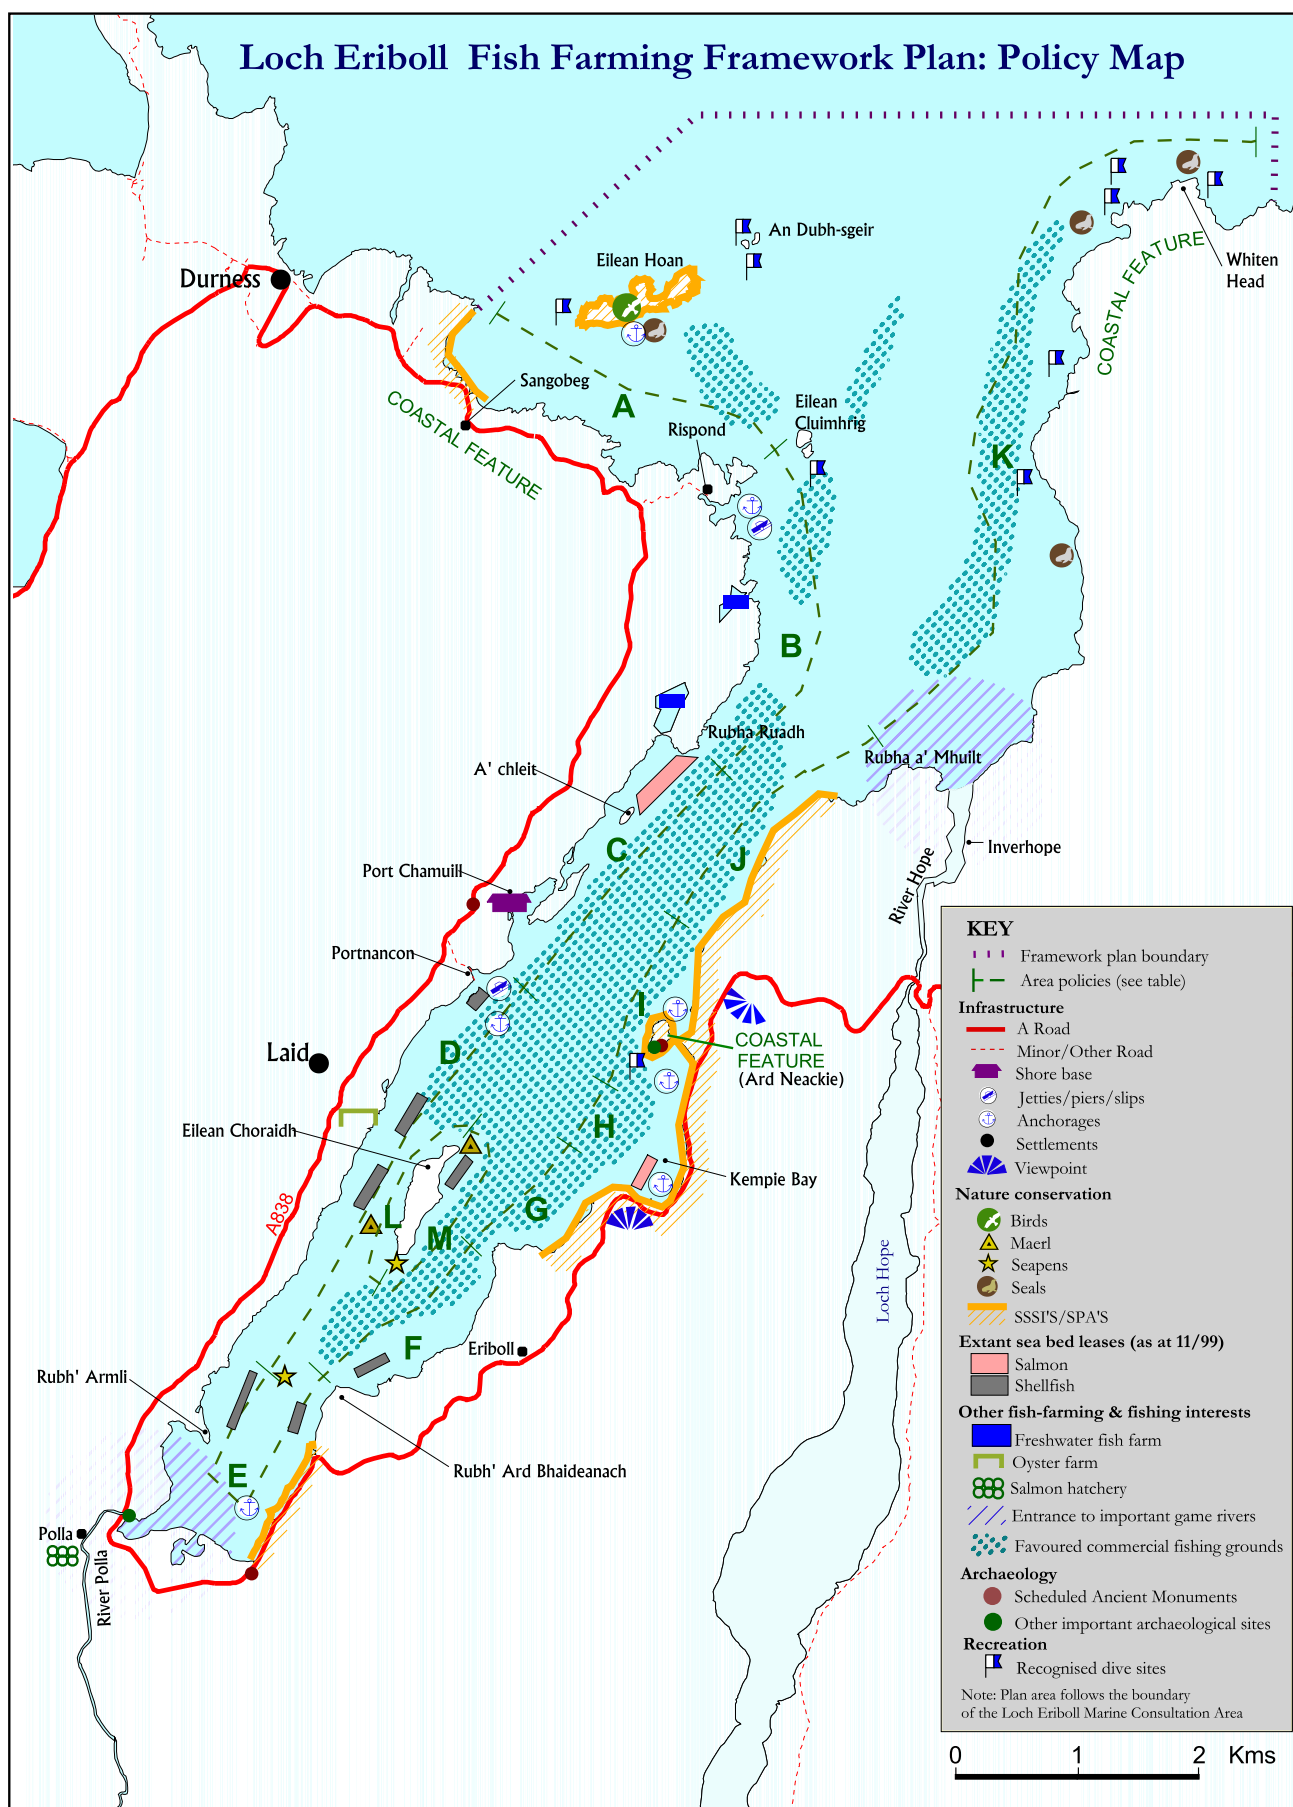 Loch Eriboll  Fish Farming Framework Plan: Policy Map
An Dubh-sgeir
Eilean Hoan
Whiten
Head
COASTAL FEATURE
Durness
Sangobeg
COASTAL FEATURE
A
Eilean
Cluimhrig
Rispond
K
B
Rubha Ruadh
Rubha a' Mhuilt
A' chleit
C
J
Inverhope
River Hope
Port Chamuill
Portnancon
I
COASTAL
FEATURE
(Ard Neackie)
Laid
D
H
Eilean Choraidh
Kempie Bay
A838
L
M
G
Loch Hope
F
Eriboll
Rubh' Armli
Rubh' Ard Bhaideanach
E
Polla
River Polla
KEY
Framework plan boundary
Area policies (see table)
Infrastructure
A Road
Minor/Other Road
Shore base
Jetties/piers/slips
Anchorages
Settlements
Viewpoint
Nature conservation
Birds
Maerl
Seapens
Seals
SSSI'S/SPA'S
Extant sea bed leases (as at 11/99)
Salmon
Shellfish
Other fish-farming & fishing interests
Freshwater fish farm
Oyster farm
Salmon hatchery
Entrance to important game rivers
Favoured commercial fishing grounds
Archaeology
Scheduled Ancient Monuments
Other important archaeological sites
Recreation
Recognised dive sites
Note: Plan area follows the boundary
of the Loch Eriboll Marine Consultation Area
0 1 2 Kms